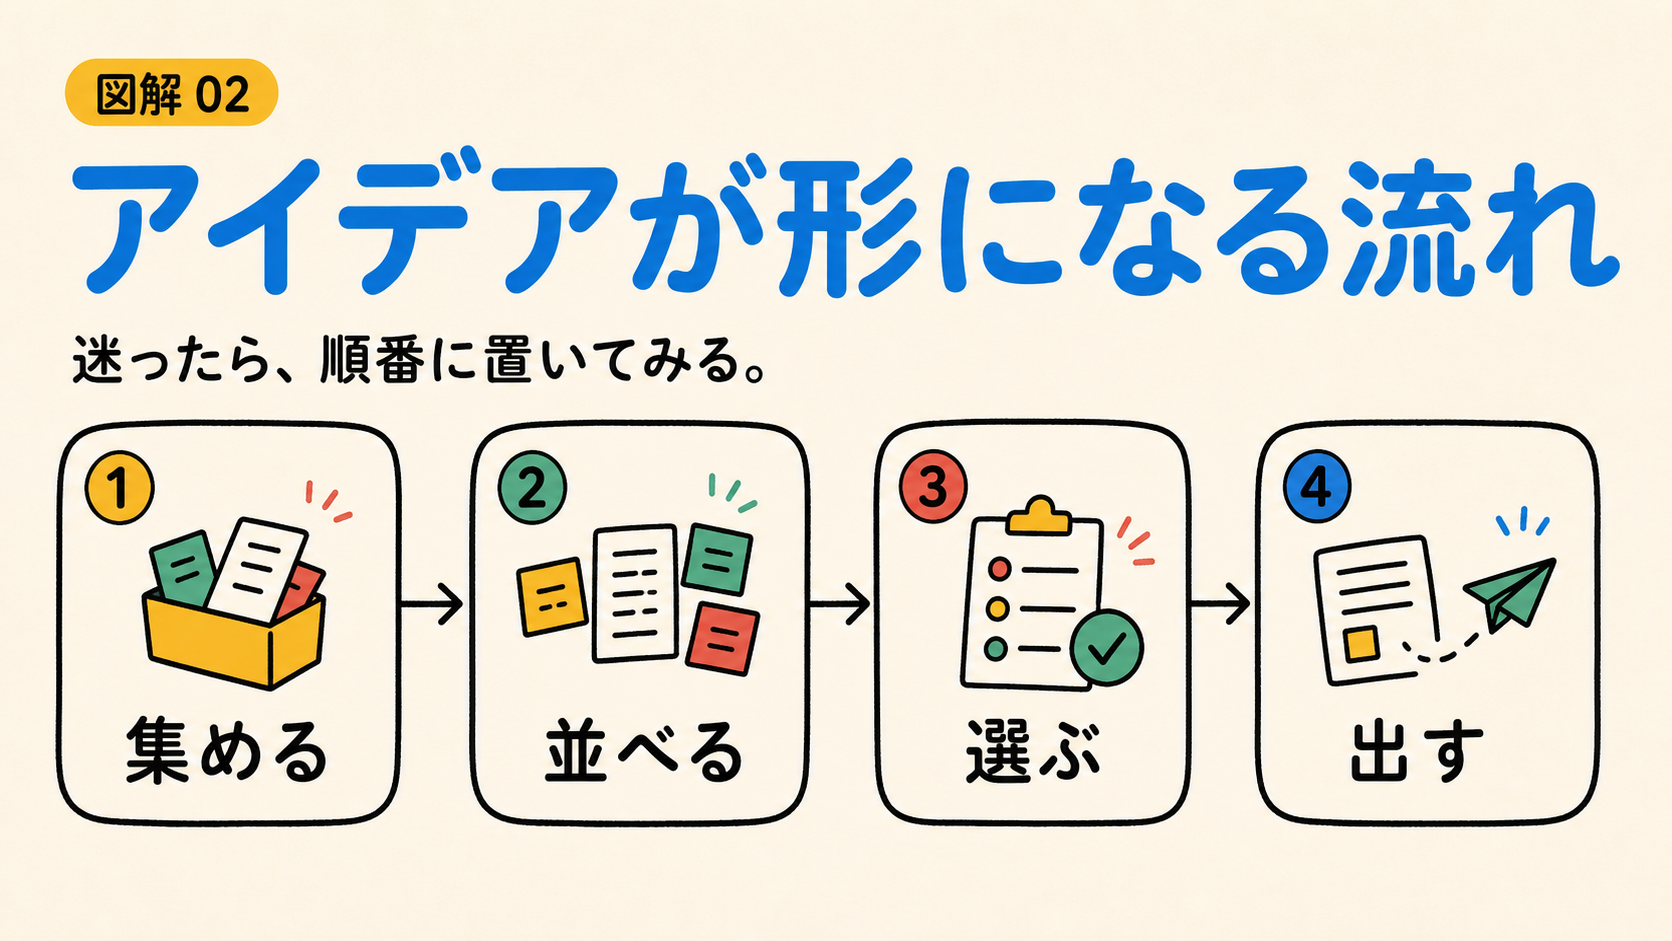 図解 02
アイデアが形になる流れ
迷ったら、順番に置いてみる。
1
集める
2
並べる
3
選ぶ
4
出す